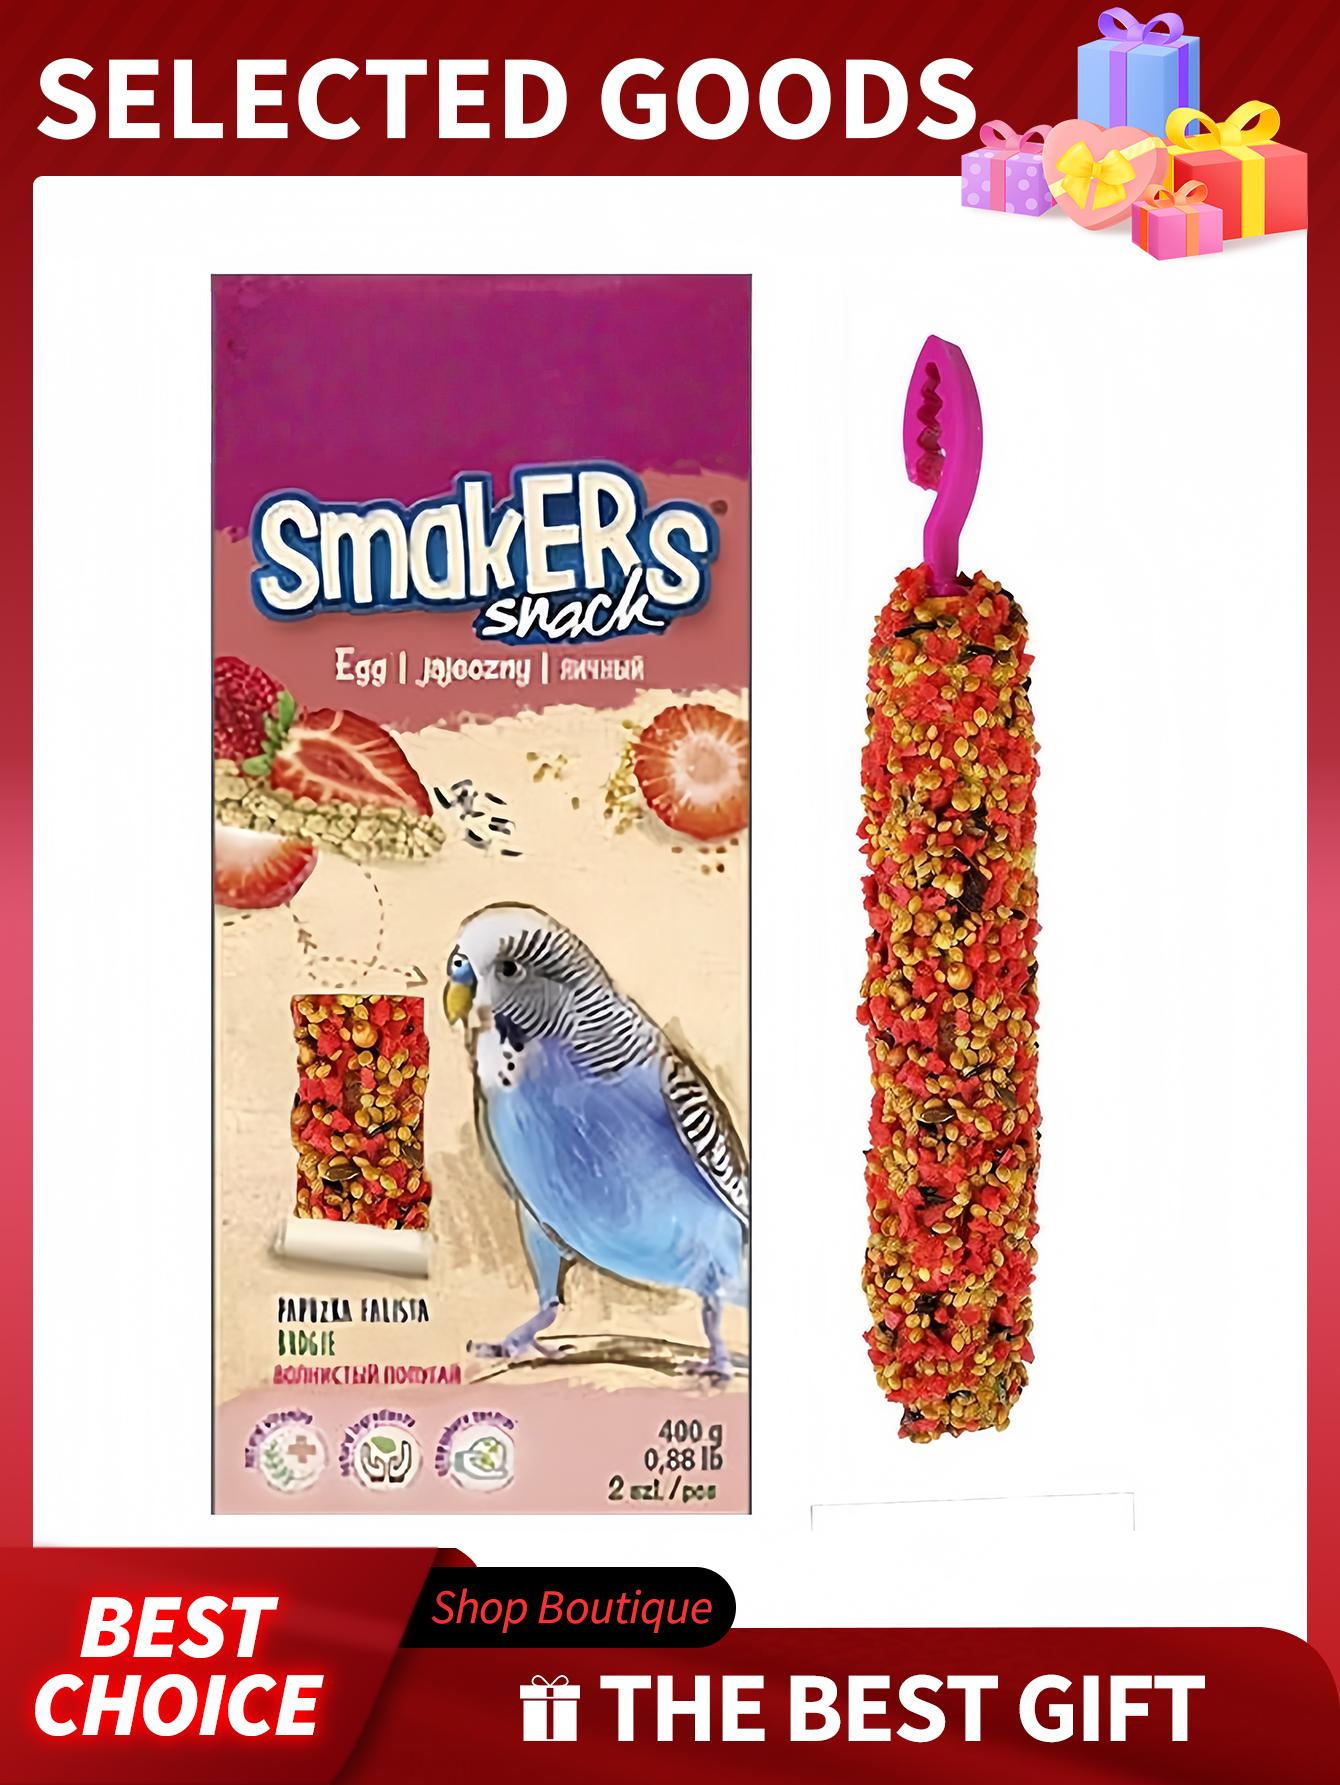 SELECTED GOODS
SmakERs
snack
Egg | jajeczny | яичный
PAPUZKA FALISTA
BUDGIE
ВОЛНИСТЫЙ ПОПУГАЙ
400 g
0,88 lb
2 szt./pcs
BEST
CHOICE
Shop Boutique
THE BEST GIFT